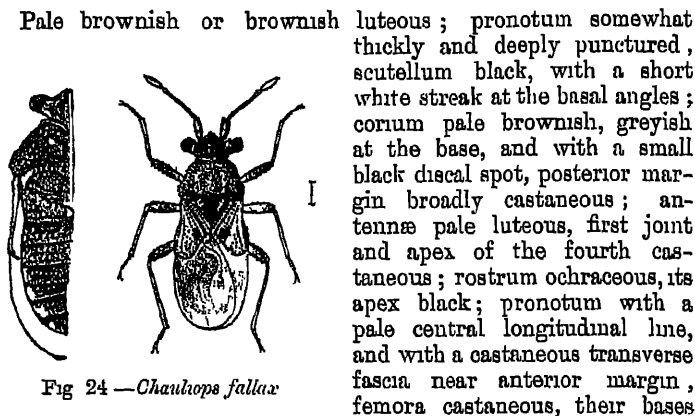 Pale brownish or brownish luteous ; pronotum somewhat
thickly and deeply punctured,
scutellum black, with a short
white streak at the basal angles ;
corium pale brownish, greyish
at the base, and with a small
black discal spot, posterior mar-
gin broadly castaneous ; an-
tennæ pale luteous, first joint
and apex of the fourth cas-
taneous ; rostrum ochraceous, its
apex black ; pronotum with a
pale central longitudinal line,
and with a castaneous transverse
fascia near anterior margin,
femora castaneous, their bases
Fig 24 — Chauliops fallax